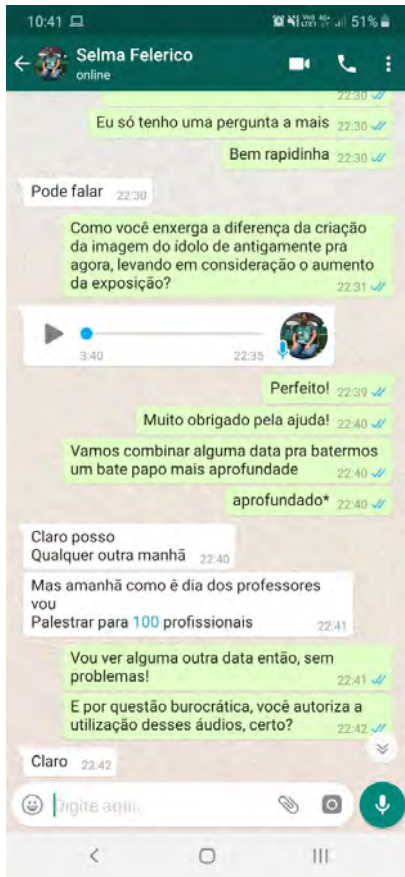 10:41
51%
Selma Felerico
online
22:30
Eu só tenho uma pergunta a mais 22:30
Bem rapidinha 22:30
Pode falar 22:30
Como você enxerga a diferença da criação
da imagem do ídolo de antigamente pra
agora, levando em consideração o aumento
da exposição? 22:31
3:40 22:35
Perfeito! 22:39
Muito obrigado pela ajuda! 22:40
Vamos combinar alguma data pra batermos
um bate papo mais aprofundade 22:40
aprofundado* 22:40
Claro posso
Qualquer outra manhã 22:40
Mas amanhã como è dia dos professores
vou
Palestrar para 100 profissionais 22:41
Vou ver alguma outra data então, sem
problemas! 22:41
E por questão burocrática, você autoriza a
utilização desses áudios, certo? 22:42
Claro 22:42
Digite aqui...